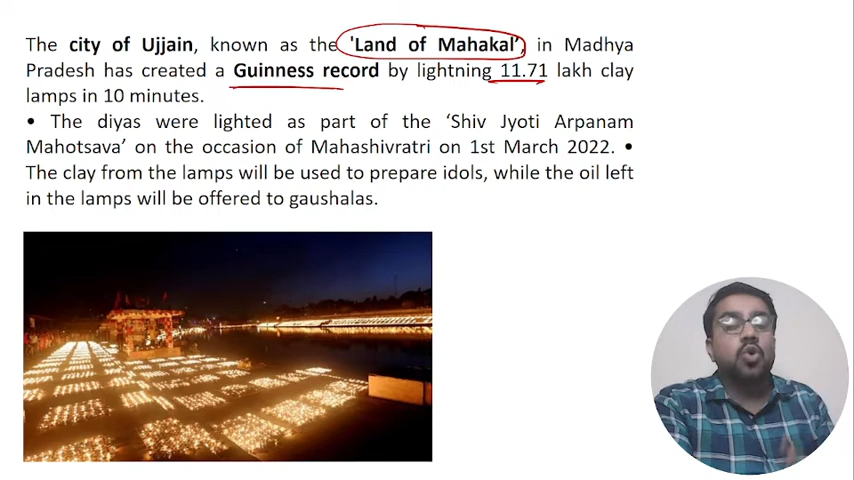 The city of Ujjain, known as the 'Land of Mahakal', in Madhya
Pradesh has created a Guinness record by lightning 11.71 lakh clay
lamps in 10 minutes.
• The diyas were lighted as part of the ‘Shiv Jyoti Arpanam
Mahotsava’ on the occasion of Mahashivratri on 1st March 2022. •
The clay from the lamps will be used to prepare idols, while the oil left
in the lamps will be offered to gaushalas.